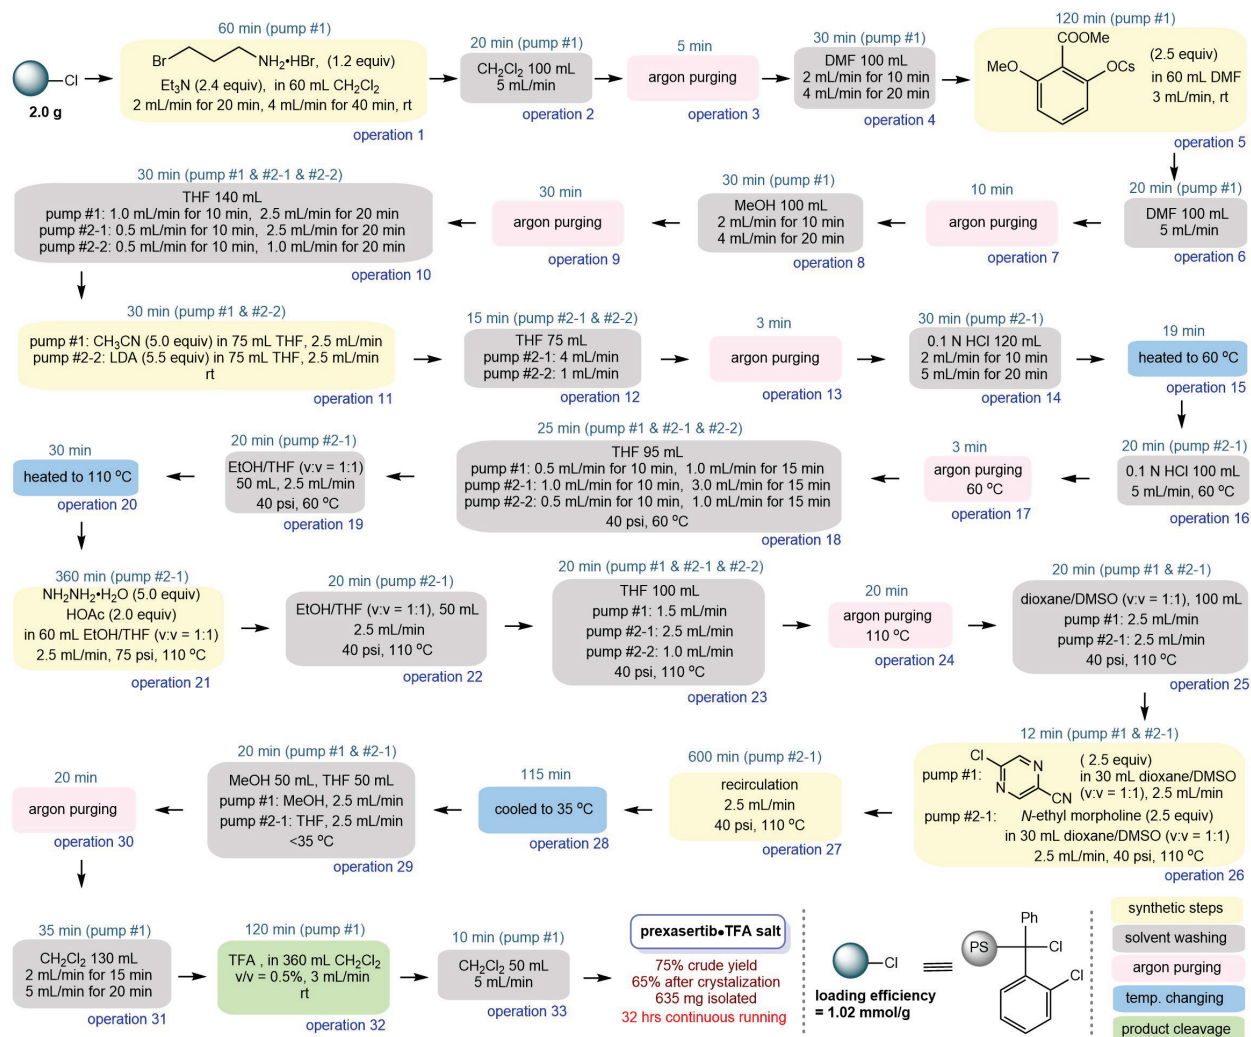 60 min (pump #1)
Br NH2•HBr, (1.2 equiv)
Et3N (2.4 equiv), in 60 mL CH2Cl2
2 mL/min for 20 min, 4 mL/min for 40 min, rt
operation 1
Cl
2.0 g
20 min (pump #1)
CH2Cl2 100 mL
5 mL/min
operation 2
5 min
argon purging
operation 3
30 min (pump #1)
DMF 100 mL
2 mL/min for 10 min
4 mL/min for 20 min
operation 4
120 min (pump #1)
COOMe
MeO
OCs
(2.5 equiv)
in 60 mL DMF
3 mL/min, rt
operation 5
20 min (pump #1)
DMF 100 mL
5 mL/min
operation 6
10 min
argon purging
operation 7
30 min (pump #1)
MeOH 100 mL
2 mL/min for 10 min
4 mL/min for 20 min
operation 8
30 min
argon purging
operation 9
30 min (pump #1 & #2-1 & #2-2)
THF 140 mL
pump #1: 1.0 mL/min for 10 min, 2.5 mL/min for 20 min
pump #2-1: 0.5 mL/min for 10 min, 2.5 mL/min for 20 min
pump #2-2: 0.5 mL/min for 10 min, 1.0 mL/min for 20 min
operation 10
30 min (pump #1 & #2-2)
pump #1: CH3CN (5.0 equiv) in 75 mL THF, 2.5 mL/min
pump #2-2: LDA (5.5 equiv) in 75 mL THF, 2.5 mL/min
rt
operation 11
15 min (pump #2-1 & #2-2)
THF 75 mL
pump #2-1: 4 mL/min
pump #2-2: 1 mL/min
operation 12
3 min
argon purging
operation 13
30 min (pump #2-1)
0.1 N HCl 120 mL
2 mL/min for 10 min
5 mL/min for 20 min
operation 14
19 min
heated to 60 °C
operation 15
20 min (pump #2-1)
0.1 N HCl 100 mL
5 mL/min, 60 °C
operation 16
3 min
argon purging
60 °C
operation 17
25 min (pump #1 & #2-1 & #2-2)
THF 95 mL
pump #1: 0.5 mL/min for 10 min, 1.0 mL/min for 15 min
pump #2-1: 1.0 mL/min for 10 min, 3.0 mL/min for 15 min
pump #2-2: 0.5 mL/min for 10 min, 1.0 mL/min for 15 min
40 psi, 60 °C
operation 18
20 min (pump #2-1)
EtOH/THF (v:v = 1:1)
50 mL, 2.5 mL/min
40 psi, 60 °C
operation 19
30 min
heated to 110 °C
operation 20
360 min (pump #2-1)
NH2NH2•H2O (5.0 equiv)
HOAc (2.0 equiv)
in 60 mL EtOH/THF (v:v = 1:1)
2.5 mL/min, 75 psi, 110 °C
operation 21
20 min (pump #2-1)
EtOH/THF (v:v = 1:1), 50 mL
2.5 mL/min
40 psi, 110 °C
operation 22
20 min (pump #1 & #2-1 & #2-2)
THF 100 mL
pump #1: 1.5 mL/min
pump #2-1: 2.5 mL/min
pump #2-2: 1.0 mL/min
40 psi, 110 °C
operation 23
20 min
argon purging
110 °C
operation 24
20 min (pump #1 & #2-1)
dioxane/DMSO (v:v = 1:1), 100 mL
pump #1: 2.5 mL/min
pump #2-1: 2.5 mL/min
40 psi, 110 °C
operation 25
12 min (pump #1 & #2-1)
pump #1:
Cl
N
N
CN
( 2.5 equiv)
in 30 mL dioxane/DMSO
(v:v = 1:1), 2.5 mL/min
pump #2-1: N-ethyl morpholine (2.5 equiv)
in 30 mL dioxane/DMSO (v:v = 1:1)
2.5 mL/min, 40 psi, 110 °C
operation 26
600 min (pump #2-1)
recirculation
2.5 mL/min
40 psi, 110 °C
operation 27
115 min
cooled to 35 °C
operation 28
20 min (pump #1 & #2-1)
MeOH 50 mL, THF 50 mL
pump #1: MeOH, 2.5 mL/min
pump #2-1: THF, 2.5 mL/min
<35 °C
operation 29
20 min
argon purging
operation 30
35 min (pump #1)
CH2Cl2 130 mL
2 mL/min for 15 min
5 mL/min for 20 min
operation 31
120 min (pump #1)
TFA , in 360 mL CH2Cl2
v/v = 0.5%, 3 mL/min
rt
operation 32
10 min (pump #1)
CH2Cl2 50 mL
5 mL/min
operation 33
prexasertib●TFA salt
75% crude yield
65% after crystalization
635 mg isolated
32 hrs continuous running
Cl
loading efficiency
= 1.02 mmol/g
PS
Ph
Cl
Cl
synthetic steps
solvent washing
argon purging
temp. changing
product cleavage